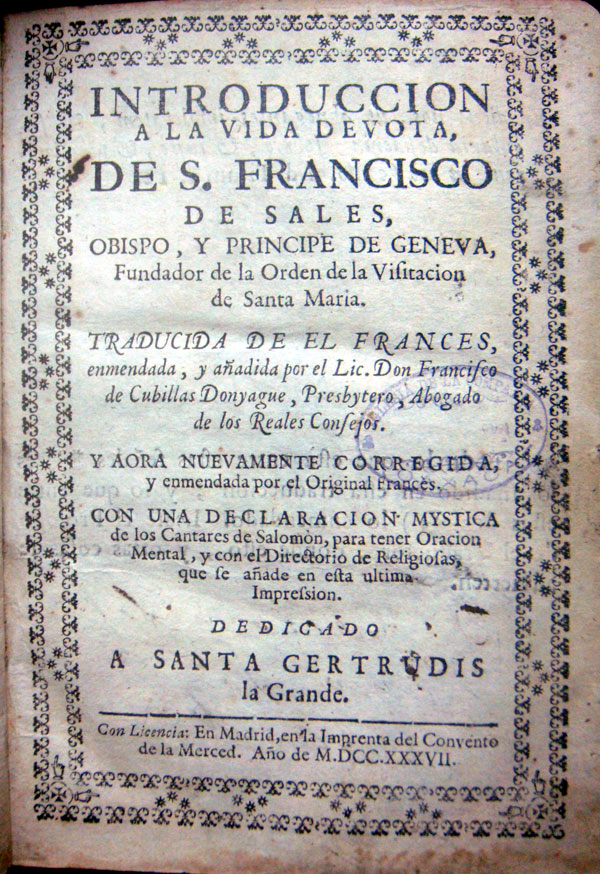 INTRODUCCION
A LA VIDA DEVOTA,
DE S. FRANCISCO
DE SALES,
OBISPO, Y PRINCIPE DE GENEVA,
Fundador de la Orden de la Viſitacion
de Santa Maria.
TRADUCIDA DE EL FRANCES,
enmendada, y añadida por el Lic. Don Franciſco
de Cubillas Donyague, Presbytero, Abogado
de los Reales Conſejos.
Y AORA NUEVAMENTE CORREGIDA,
y enmendada por el Original Francès.
CON UNA DECLARACION MYSTICA
de los Cantares de Salomòn, para tener Oracion
Mental, y con el Directorio de Religioſas,
que ſe añade en eſta ultima
Impreſsion.
DEDICADO
A SANTA GERTRUDIS
la Grande.
Con Licencia: En Madrid, en la Imprenta del Convento
de la Merced. Año de M.DCC.XXXVII.